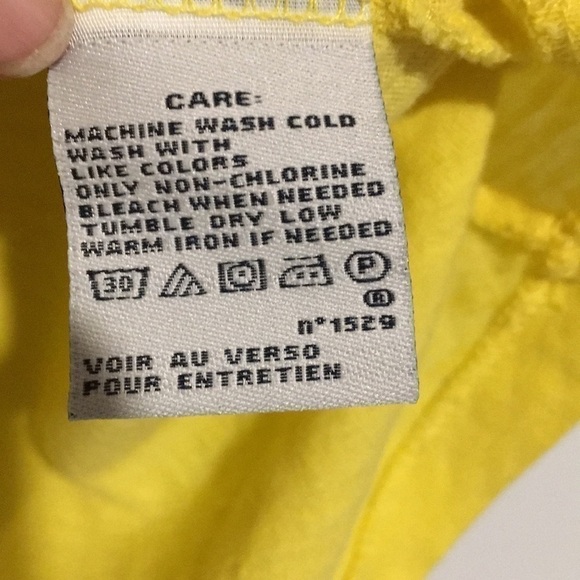 CARE:
MACHINE WASH COLD
WASH WITH
LIKE COLORS
ONLY NON-CHLORINE
BLEACH WHEN NEEDED
TUMBLE DRY LOW
WARM IRON IF NEEDED
30 P
®
n°1529
VOIR AU VERSO
POUR ENTRETIEN